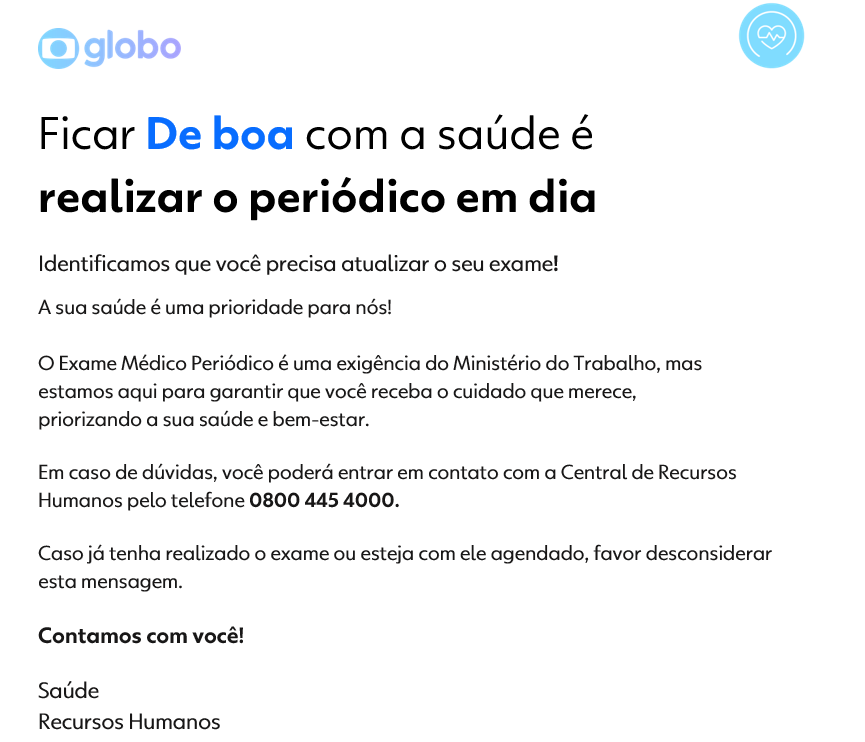 globo
Ficar De boa com a saúde é
realizar o periódico em dia
Identificamos que você precisa atualizar o seu exame!
A sua saúde é uma prioridade para nós!
O Exame Médico Periódico é uma exigência do Ministério do Trabalho, mas
estamos aqui para garantir que você receba o cuidado que merece,
priorizando a sua saúde e bem-estar.
Em caso de dúvidas, você poderá entrar em contato com a Central de Recursos
Humanos pelo telefone 0800 445 4000.
Caso já tenha realizado o exame ou esteja com ele agendado, favor desconsiderar
esta mensagem.
Contamos com você!
Saúde
Recursos Humanos